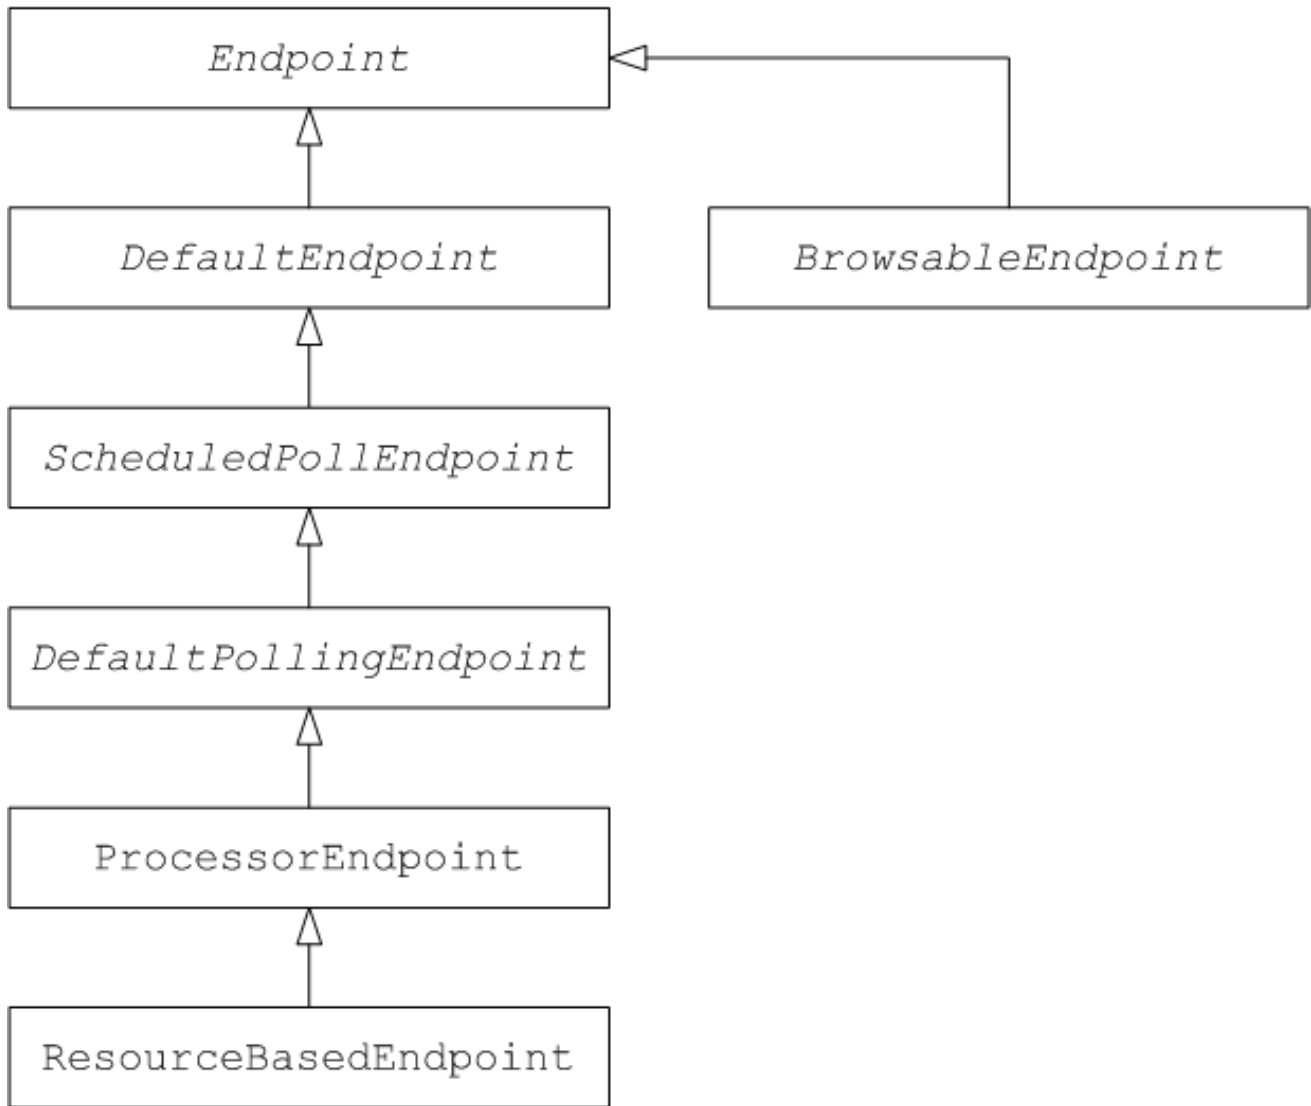 Endpoint
DefaultEndpoint
BrowsableEndpoint
ScheduledPollEndpoint
DefaultPollingEndpoint
ProcessorEndpoint
ResourceBasedEndpoint